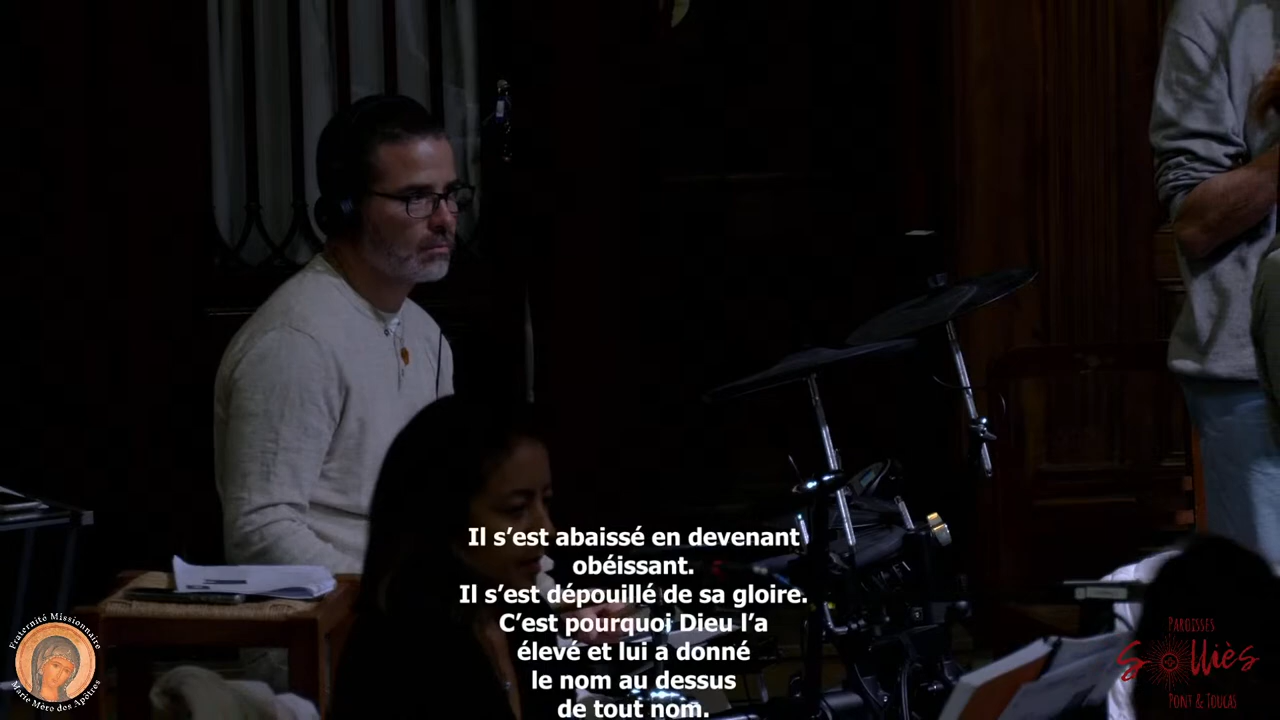 Il s’est abaissé en devenant
obéissant.
Il s’est dépouillé de sa gloire.
C’est pourquoi Dieu l’a
élevé et lui a donné
le nom au dessus
de tout nom.
Fraternité Missionnaire
Marie Mère des Apôtres
PAROISSES
Solliès
PONT & TOUCAS